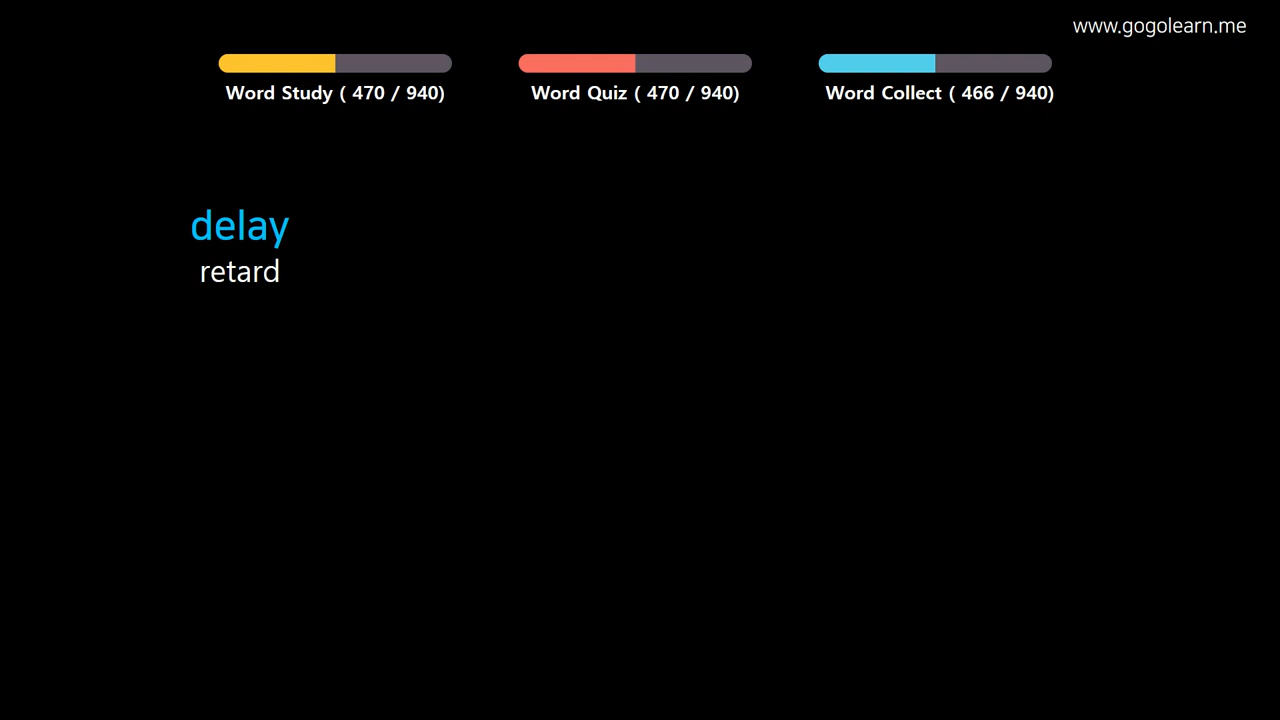 www.gogolearn.me
Word Study ( 470 / 940)
Word Quiz ( 470 / 940)
Word Collect ( 466 / 940)
delay
retard